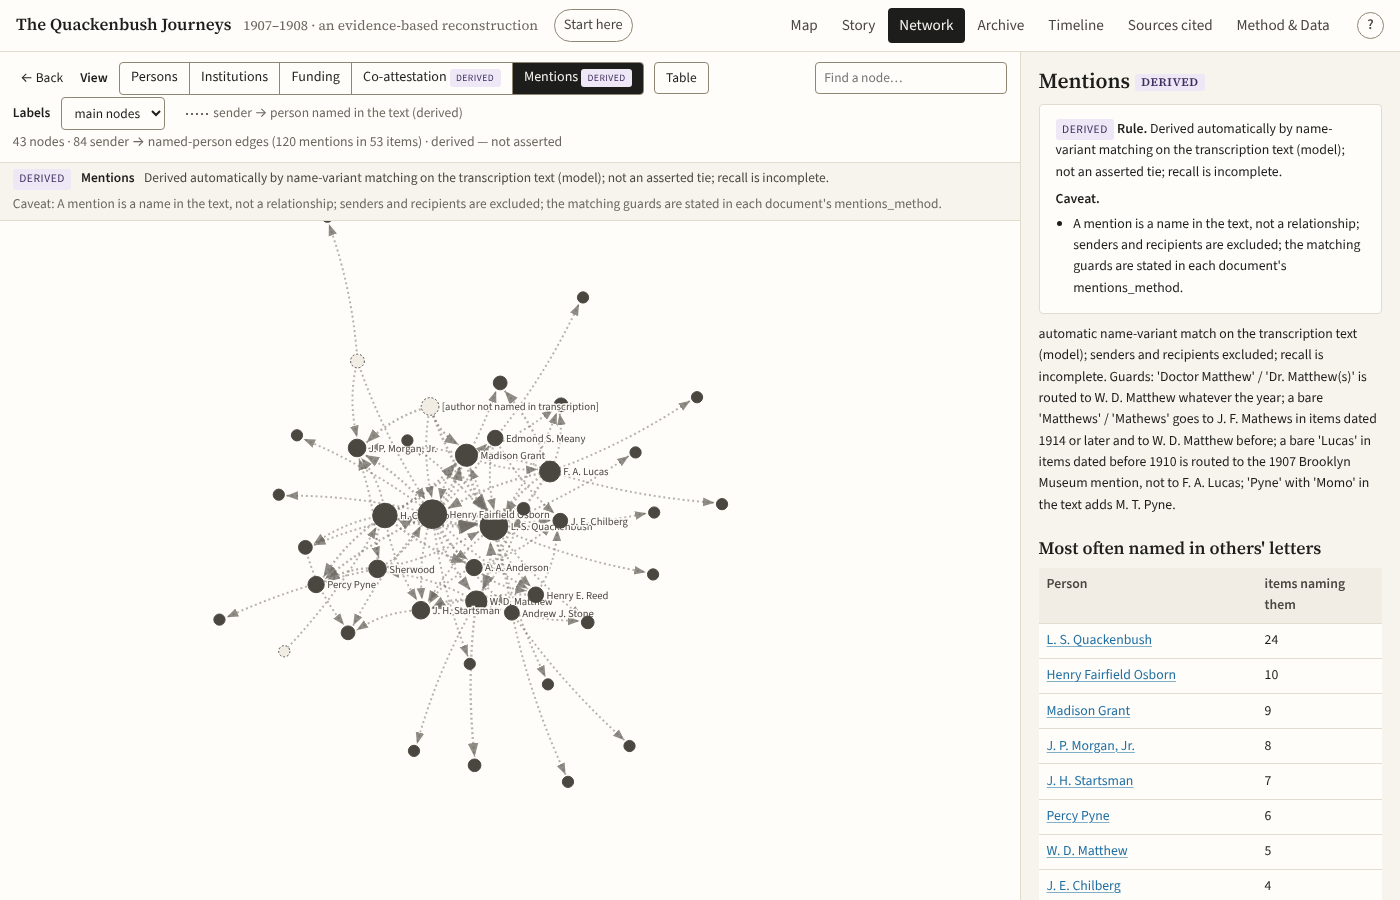 The Quackenbush Journeys 1907–1908 · an evidence-based reconstruction Start here Map Story Network Archive Timeline Sources cited Method & Data ?
← Back View Persons Institutions Funding Co-attestation DERIVED Mentions DERIVED Table Find a node…
Labels main nodes sender → person named in the text (derived)
43 nodes · 84 sender → named-person edges (120 mentions in 53 items) · derived — not asserted
DERIVED Mentions Derived automatically by name-variant matching on the transcription text (model); not an asserted tie; recall is incomplete.
Caveat: A mention is a name in the text, not a relationship; senders and recipients are excluded; the matching guards are stated in each document's mentions_method.
[author not named in transcription]
Edmond S. Meany
J. P. Morgan, Jr.
Madison Grant
F. A. Lucas
Henry Fairfield Osborn
J. E. Chilberg
L. S. Quackenbush
Sherwood
A. A. Anderson
Percy Pyne
Henry E. Reed
W. D. Matthew
J. H. Startsman
Andrew J. Stone
Mentions DERIVED
DERIVED Rule. Derived automatically by name-
variant matching on the transcription text (model);
not an asserted tie; recall is incomplete.
Caveat.
• A mention is a name in the text, not a relationship;
senders and recipients are excluded; the matching
guards are stated in each document's
mentions_method.
automatic name-variant match on the transcription text
(model); senders and recipients excluded; recall is
incomplete. Guards: 'Doctor Matthew' / 'Dr. Matthew(s)' is
routed to W. D. Matthew whatever the year; a bare
'Matthews' / 'Mathews' goes to J. F. Mathews in items dated
1914 or later and to W. D. Matthew before; a bare 'Lucas' in
items dated before 1910 is routed to the 1907 Brooklyn
Museum mention, not to F. A. Lucas; 'Pyne' with 'Momo' in
the text adds M. T. Pyne.
Most often named in others' letters
Person items naming
them
L. S. Quackenbush 24
Henry Fairfield Osborn 10
Madison Grant 9
J. P. Morgan, Jr. 8
J. H. Startsman 7
Percy Pyne 6
W. D. Matthew 5
J. E. Chilberg 4